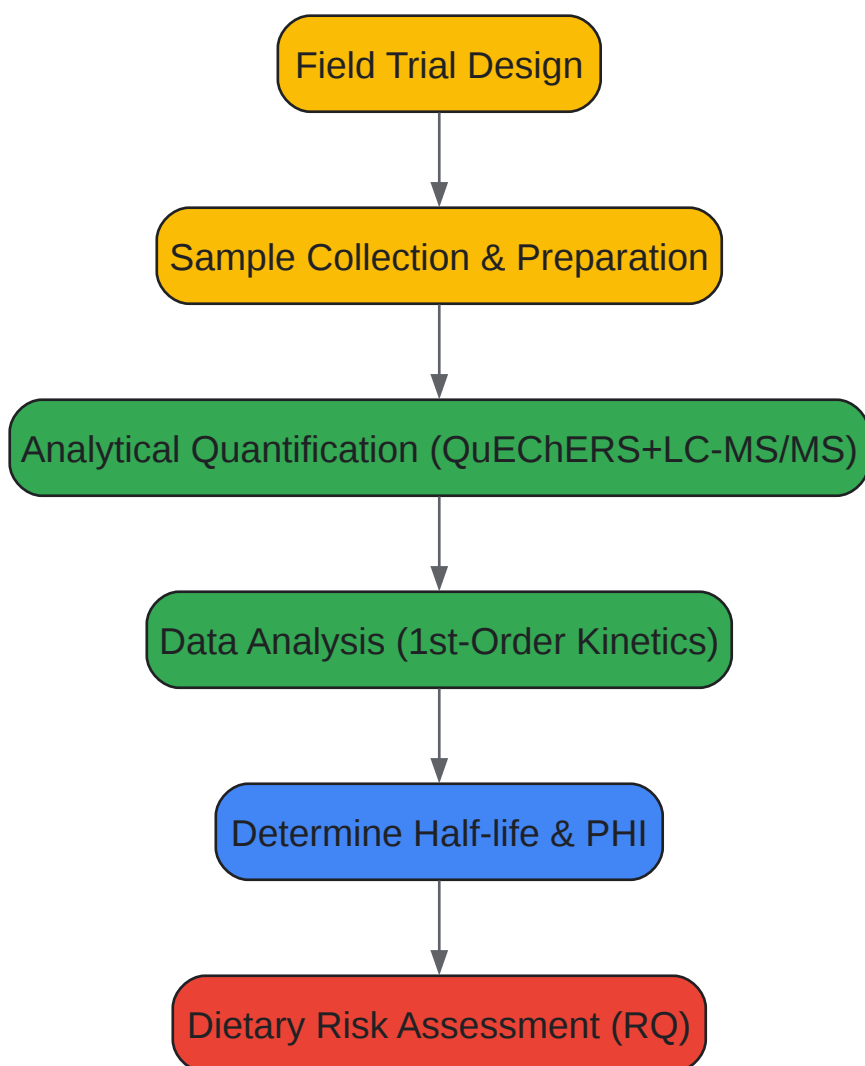 Field Trial Design
Sample Collection & Preparation
Analytical Quantification (QuEChERS+LC-MS/MS)
Data Analysis (1st-Order Kinetics)
Determine Half-life & PHI
Dietary Risk Assessment (RQ)